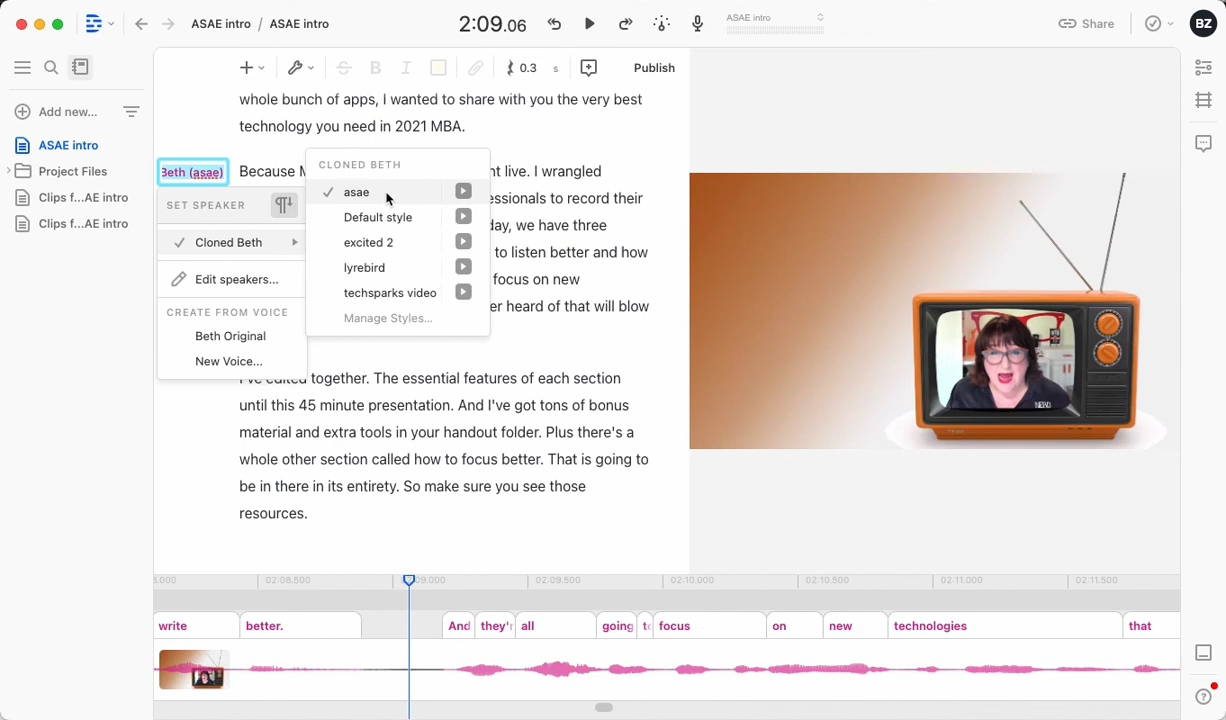 ASAE intro / ASAE intro
2:09.06
ASAE intro
Share
BZ
Add new...
ASAE intro
Project Files
Clips f...AE intro
Clips f...AE intro
0.3 s
Publish
whole bunch of apps, I wanted to share with you the very best
technology you need in 2021 MBA.
Beth (asae)
Because M
nt live. I wrangled
essionals to record their
day, we have three
to listen better and how
focus on new
er heard of that will blow
SET SPEAKER
Cloned Beth
Edit speakers...
CREATE FROM VOICE
Beth Original
New Voice...
CLONED BETH
asae
Default style
excited 2
lyrebird
techsparks video
Manage Styles...
I've edited together. The essential features of each section
until this 45 minute presentation. And I've got tons of bonus
material and extra tools in your handout folder. Plus there's a
whole other section called how to focus better. That is going to
be in there in its entirety. So make sure you see those
resources.
NERD
02:08.500
09.000
02:09.500
02:10.000
02:10.500
02:11.000
02:11.500
write better. And they'r all going to focus on new technologies that